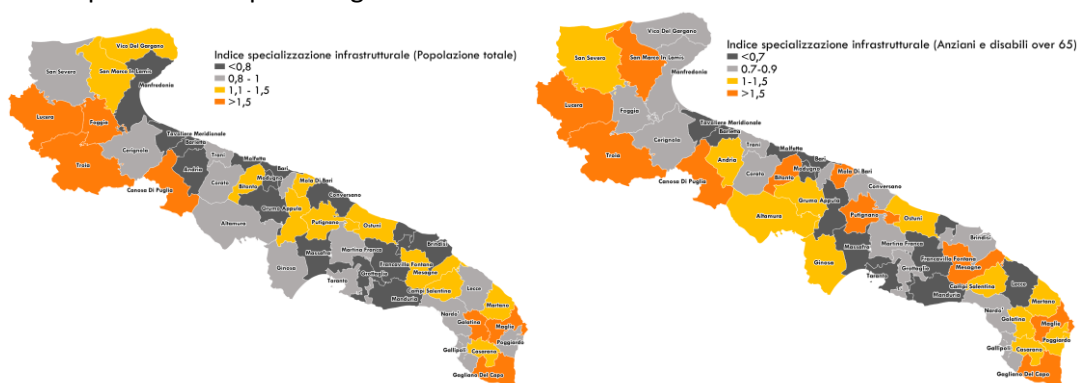 Vico Del Gargano
San Severo
San Marco In Lamis
Manfredonia
Lucera
Foggia
Troia
Cerignola
Tavoliere Meridionale
Barletta
Andria
Trani
Molfetta
Canosa Di Puglia
Corato
Bitonto
Modugno
Bari
Mola Di Bari
Grumo Appula
Conversano
Altamura
Putignano
Ostuni
Massafra
Martina Franca
Brindisi
Ginosa
Francavilla Fontana
Mesagne
Grottaglie
Taranto
Campi Salentina
Manduria
Lecce
Nardo'
Martano
Galatina
Maglie
Poggiardo
Gallipoli
Casarano
Gagliano Del Capo
Indice specializzazione infrastrutturale (Popolazione totale)
<0,8
0,8 - 1
1,1 - 1,5
>1,5
Vico Del Gargano
San Severo
San Marco In Lamis
Manfredonia
Lucera
Foggia
Troia
Cerignola
Tavoliere Meridionale
Barletta
Andria
Trani
Molfetta
Canosa Di Puglia
Corato
Bitonto
Modugno
Bari
Mola Di Bari
Grumo Appula
Conversano
Altamura
Putignano
Ostuni
Massafra
Martina Franca
Brindisi
Ginosa
Francavilla Fontana
Mesagne
Grottaglie
Taranto
Campi Salentina
Manduria
Lecce
Nardo'
Martano
Galatina
Maglie
Poggiardo
Gallipoli
Casarano
Gagliano Del Capo
Indice specializzazione infrastrutturale (Anziani e disabili over 65)
<0,7
0.7-0.9
1-1,5
>1,5